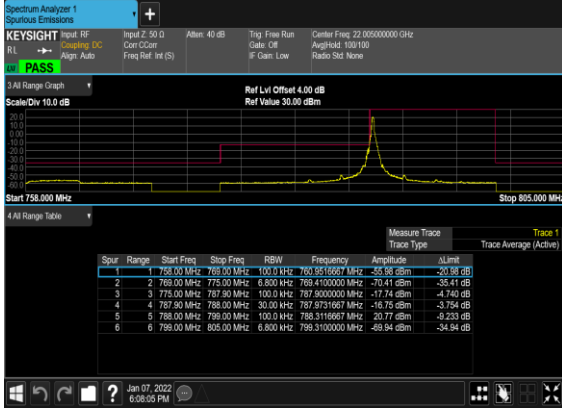 Spectrum Analyzer 1
Spurious Emissions
KEYSIGHT Input: RF Input Z: 50 Ω Atten: 40 dB Trig: Free Run Center Freq: 22.005000000 GHz
RL Coupling: DC Corr CCorr Gate: Off Avg|Hold: 100/100
Align: Auto Freq Ref: Int (S) IF Gain: Low Radio Std: None
PASS
3 All Range Graph Ref Lvl Offset 4.00 dB
Scale/Div 10.0 dB Ref Value 30.00 dBm
20.0
10.0
0.00
-10.0
-20.0
-30.0
-40.0
-50.0
-60.0
Start 758.000 MHz Stop 805.000 MHz
4 All Range Table
Measure Trace Trace 1
Trace Type Trace Average (Active)
Spur Range Start Freq Stop Freq RBW Frequency Amplitude ΔLimit
1 1 758.00 MHz 769.00 MHz 100.0 kHz 760.9516667 MHz -55.98 dBm -20.98 dB
2 2 769.00 MHz 775.00 MHz 6.800 kHz 769.4100000 MHz -70.41 dBm -35.41 dB
3 3 775.00 MHz 787.90 MHz 100.0 kHz 787.9000000 MHz -17.74 dBm -4.740 dB
4 4 787.90 MHz 788.00 MHz 30.00 kHz 787.9731667 MHz -16.75 dBm -3.754 dB
5 5 788.00 MHz 799.00 MHz 100.0 kHz 788.3116667 MHz 20.77 dBm -9.233 dB
6 6 799.00 MHz 805.00 MHz 6.800 kHz 799.3100000 MHz -69.94 dBm -34.94 dB
Jan 07, 2022
6:08:05 PM